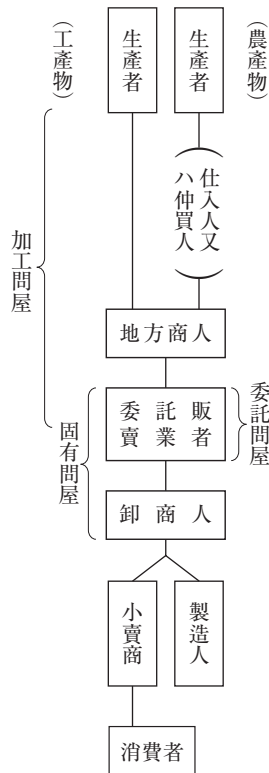 （農產物）
生產者
（仕入人又
ハ仲買人）
（工產物）
生產者
地方商人
委託販
賣業者
委託問屋
加工問屋
固有問屋
卸商人
製造人
小賣商
消費者